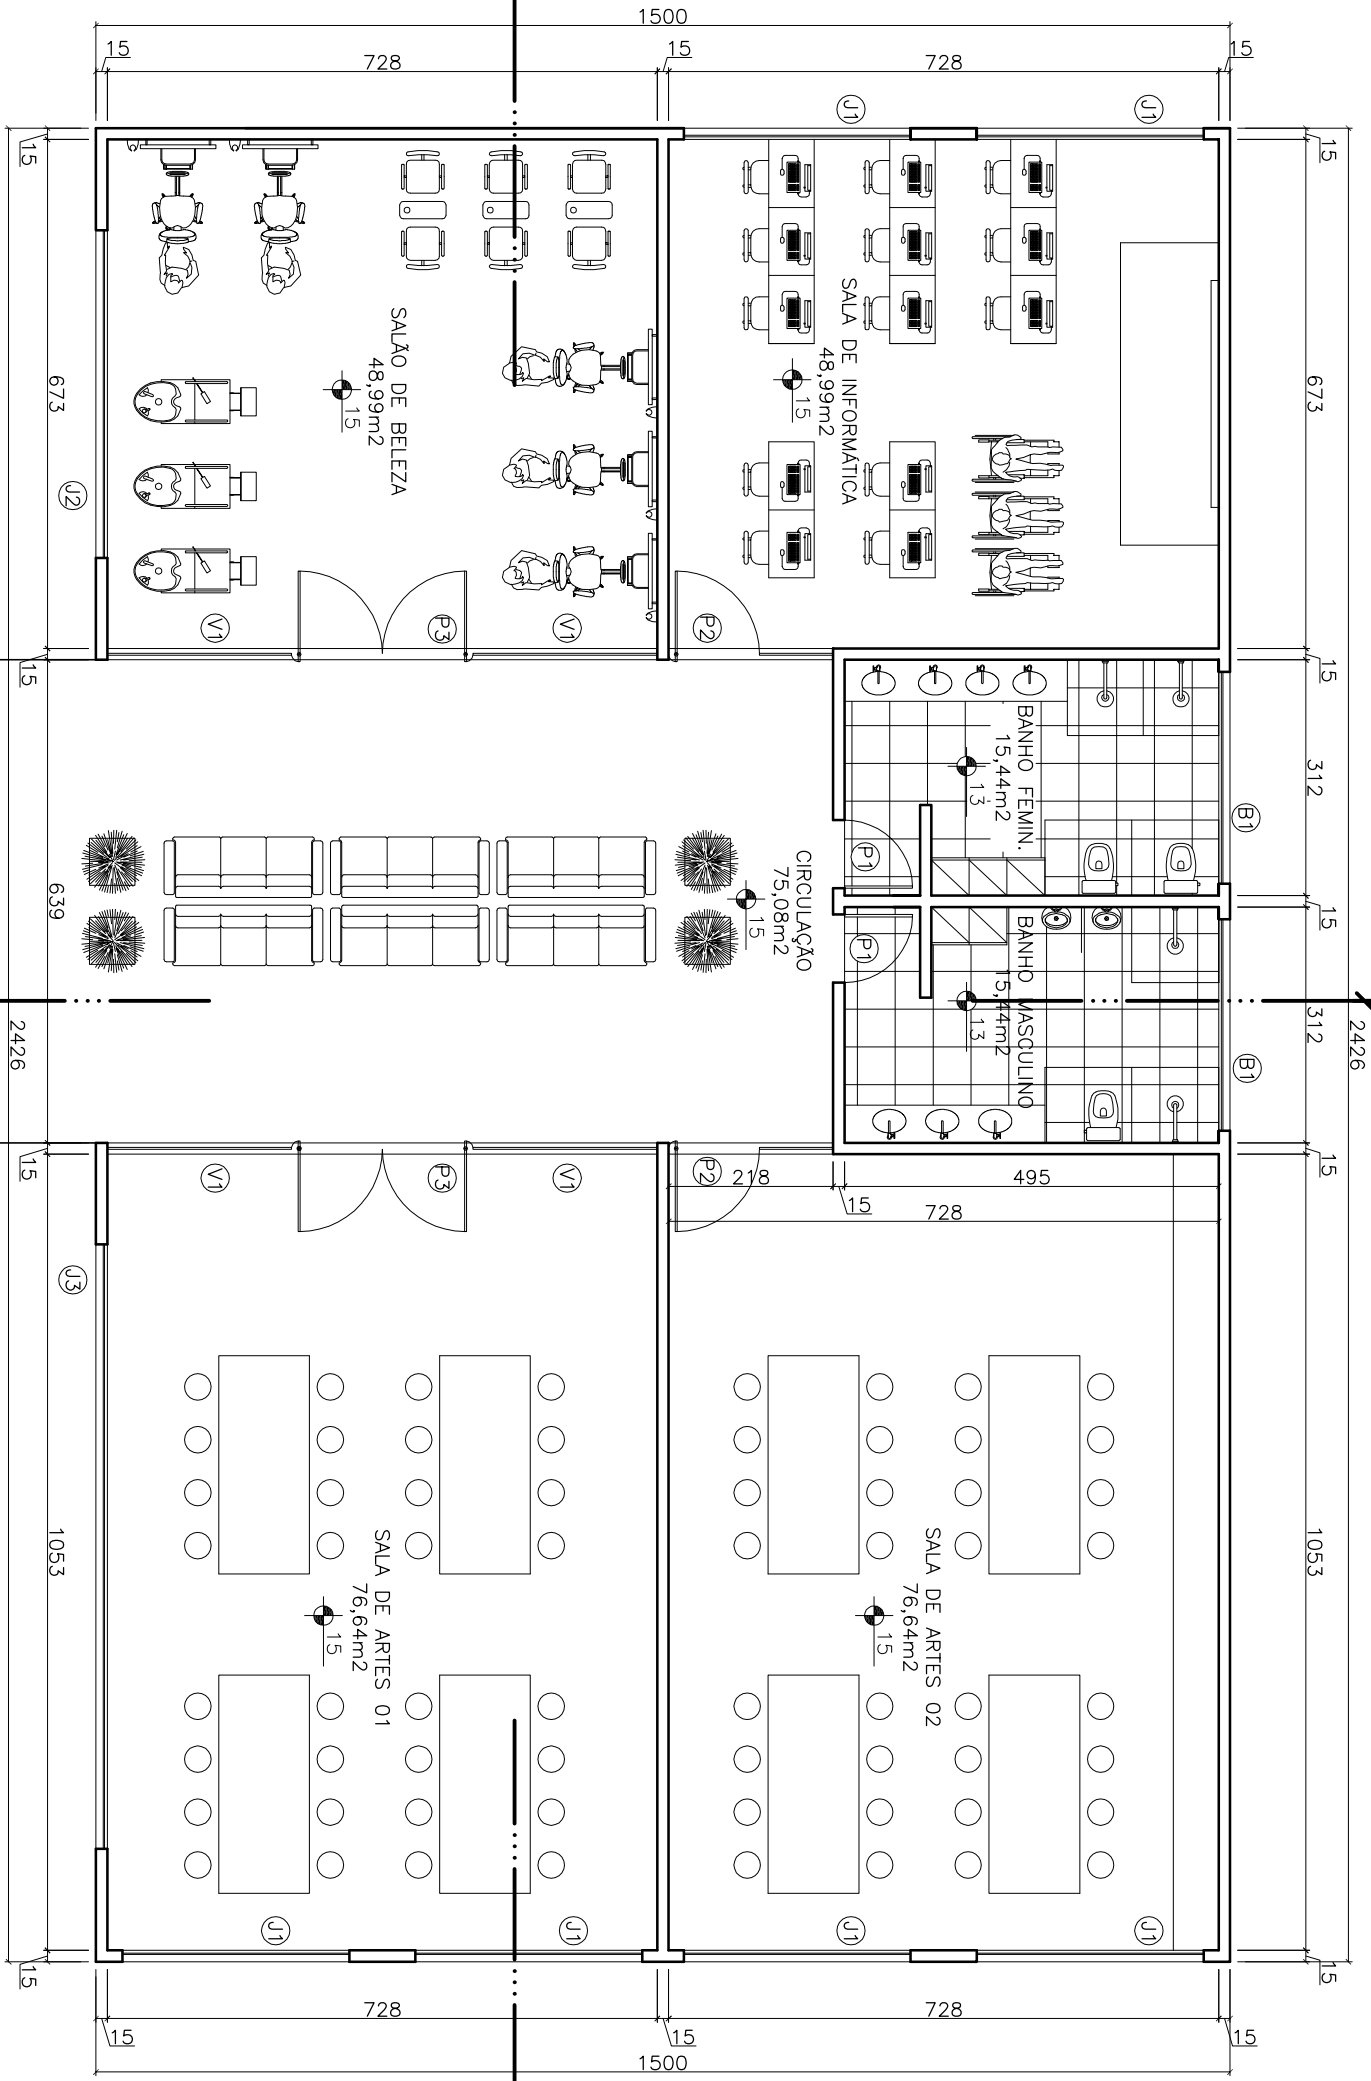 1500
15
728
15
728
15
J1
J1
15
15
SALA DE INFORMÁTICA
48,99m2
15
SALÃO DE BELEZA
48,99m2
15
673
673
J2
V1
P3
V1
P2
15
15
BANHO FEMIN.
15,44m2
13
312
B1
P1
CIRCULAÇÃO
75,08m2
15
639
15
P1
BANHO MASCULINO
15,44m2
13
312
B1
2426
2426
15
V1
P3
V1
P2
218
15
495
728
15
J3
SALA DE ARTES 01
76,64m2
15
SALA DE ARTES 02
76,64m2
15
1053
1053
J1
J1
J1
J1
15
15
15
728
15
728
15
1500